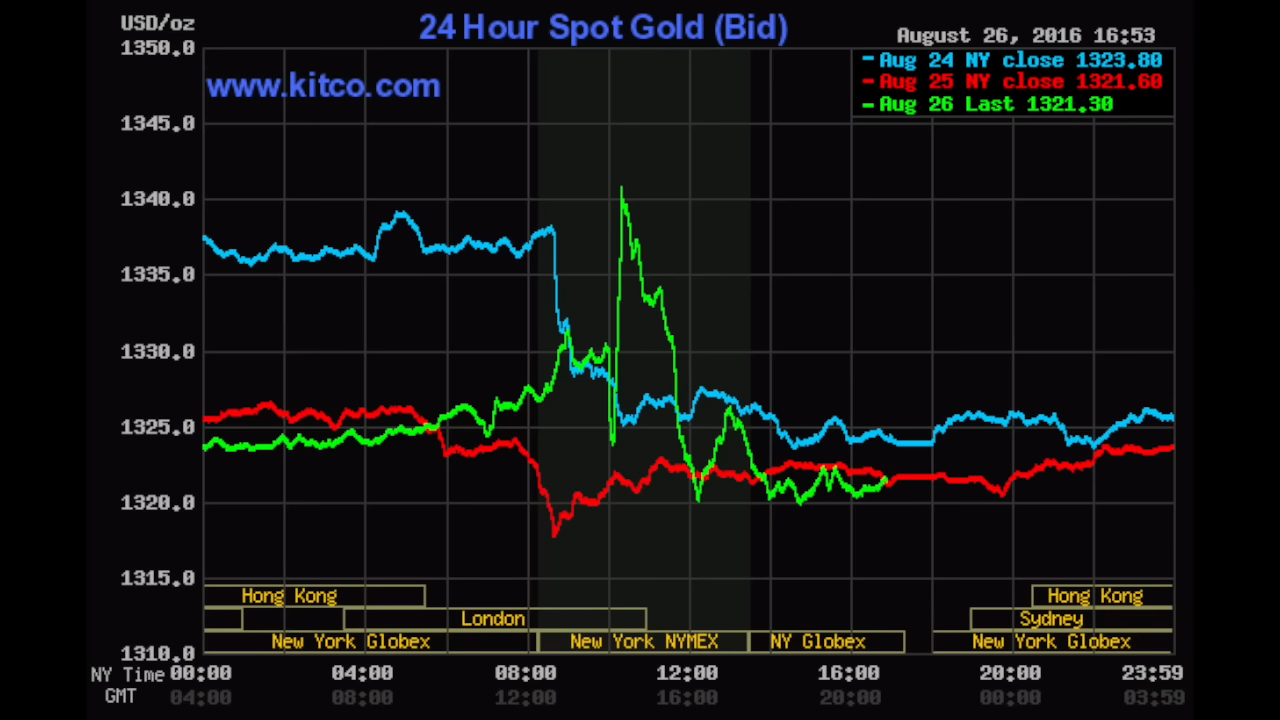 USD/oz
24 Hour Spot Gold (Bid)
August 26, 2016 16:53
1350.0
www.kitco.com
Aug 24 NY close 1323.80
Aug 25 NY close 1321.60
Aug 26 Last 1321.30
1345.0
1340.0
1335.0
1330.0
1325.0
1320.0
1315.0
Hong Kong Hong Kong
London Sydney
New York Globex New York NYMEX NY Globex New York Globex
1310.0
NY Time 00:00 04:00 08:00 12:00 16:00 20:00 23:59
GMT 04:00 08:00 12:00 16:00 20:00 00:00 03:59